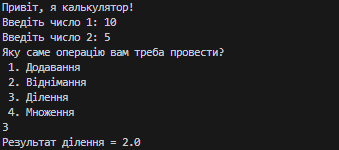 Привіт, я калькулятор!
Введіть число 1: 10
Введіть число 2: 5
Яку саме операцію вам треба провести?
1. Додавання
2. Віднімання
3. Ділення
4. Множення
3
Результат ділення = 2.0